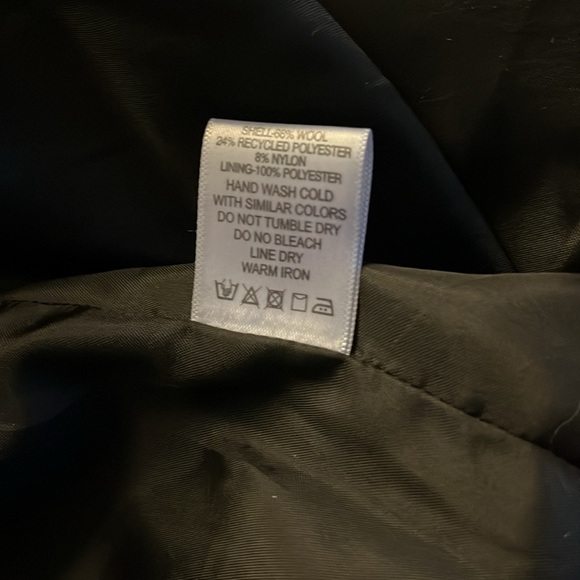 SHELL-68% WOOL
24% RECYCLED POLYESTER
8% NYLON
LINING-100% POLYESTER
HAND WASH COLD
WITH SIMILAR COLORS
DO NOT TUMBLE DRY
DO NO BLEACH
LINE DRY
WARM IRON